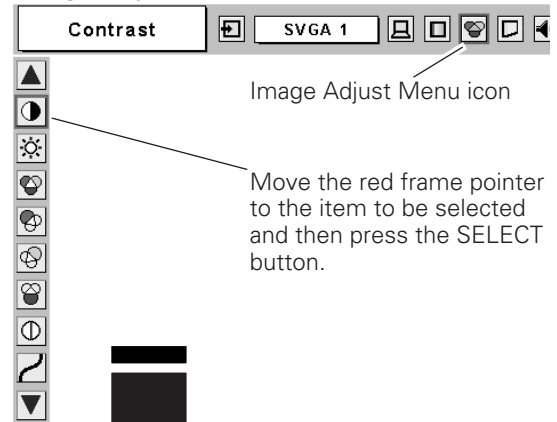 Contrast
SVGA 1
Image Adjust Menu icon
Move the red frame pointer
to the item to be selected
and then press the SELECT
button.